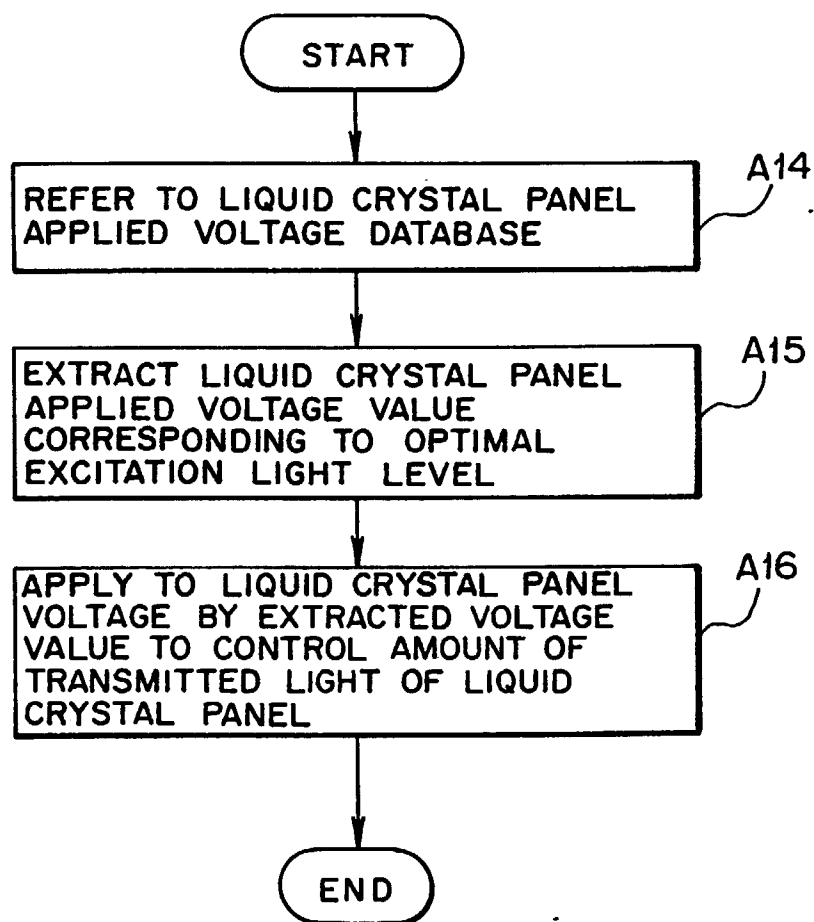 START
A14
REFER TO LIQUID CRYSTAL PANEL
APPLIED VOLTAGE DATABASE
A15
EXTRACT LIQUID CRYSTAL PANEL
APPLIED VOLTAGE VALUE
CORRESPONDING TO OPTIMAL
EXCITATION LIGHT LEVEL
A16
APPLY TO LIQUID CRYSTAL PANEL
VOLTAGE BY EXTRACTED VOLTAGE
VALUE TO CONTROL AMOUNT OF
TRANSMITTED LIGHT OF LIQUID
CRYSTAL PANEL
END